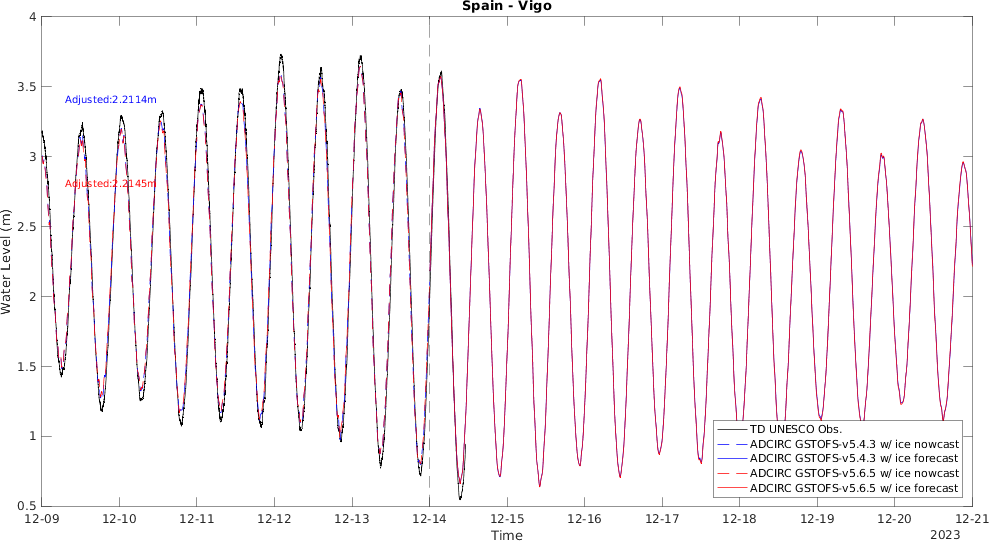 Spain - Vigo
4
3.5
3
2.5
2
1.5
1
0.5
Water Level (m)
Adjusted:2.2114m
Adjusted:2.2145m
TD UNESCO Obs.
ADCIRC GSTOFS-v5.4.3 w/ ice nowcast
ADCIRC GSTOFS-v5.4.3 w/ ice forecast
ADCIRC GSTOFS-v5.6.5 w/ ice nowcast
ADCIRC GSTOFS-v5.6.5 w/ ice forecast
12-09 12-10 12-11 12-12 12-13 12-14 12-15 12-16 12-17 12-18 12-19 12-20 12-21
Time
2023